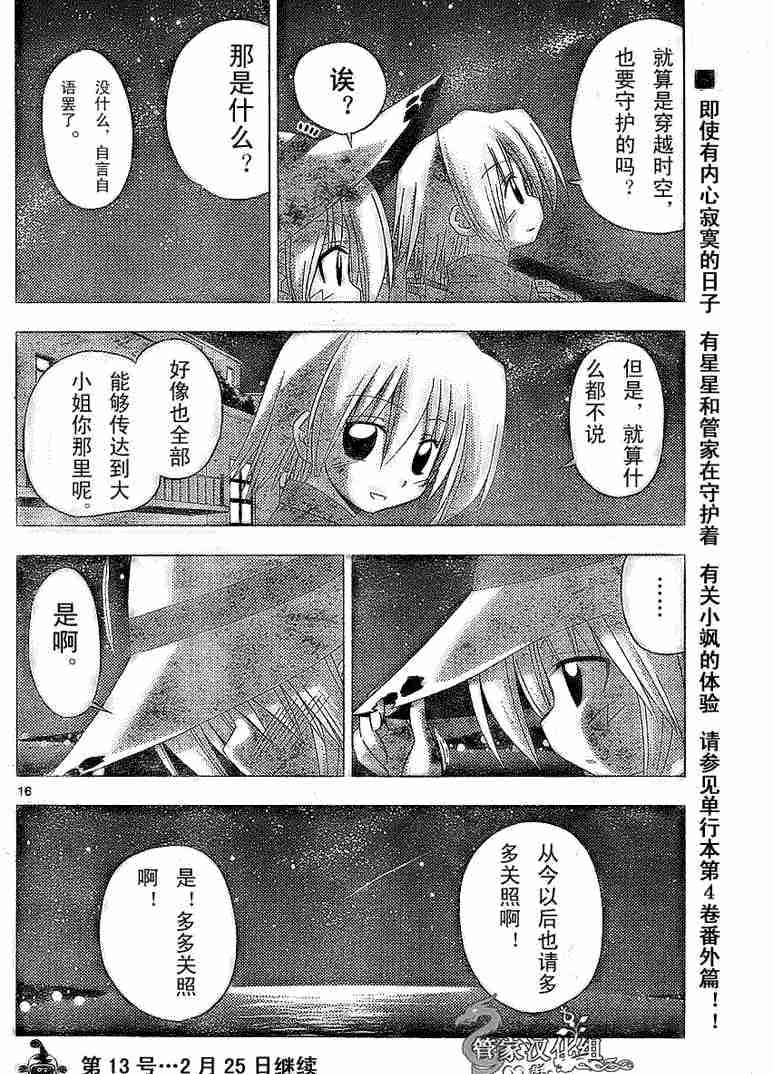 就算是穿越时空，
也要守护的吗？
诶？
那是什么？
没什么，自言自
语罢了。
但是，就算什
么都不说
好像也全部
能够传达到大
小姐你那里呢。
……
是啊。
16
从今以后也请多
多关照啊！
是！多多关照
啊！
■即使有内心寂寞的日子 有星星和管家在守护着 有关小飒的体验 请参见单行本第4卷番外篇！！
第13号…2月25日继续
管家汉化组